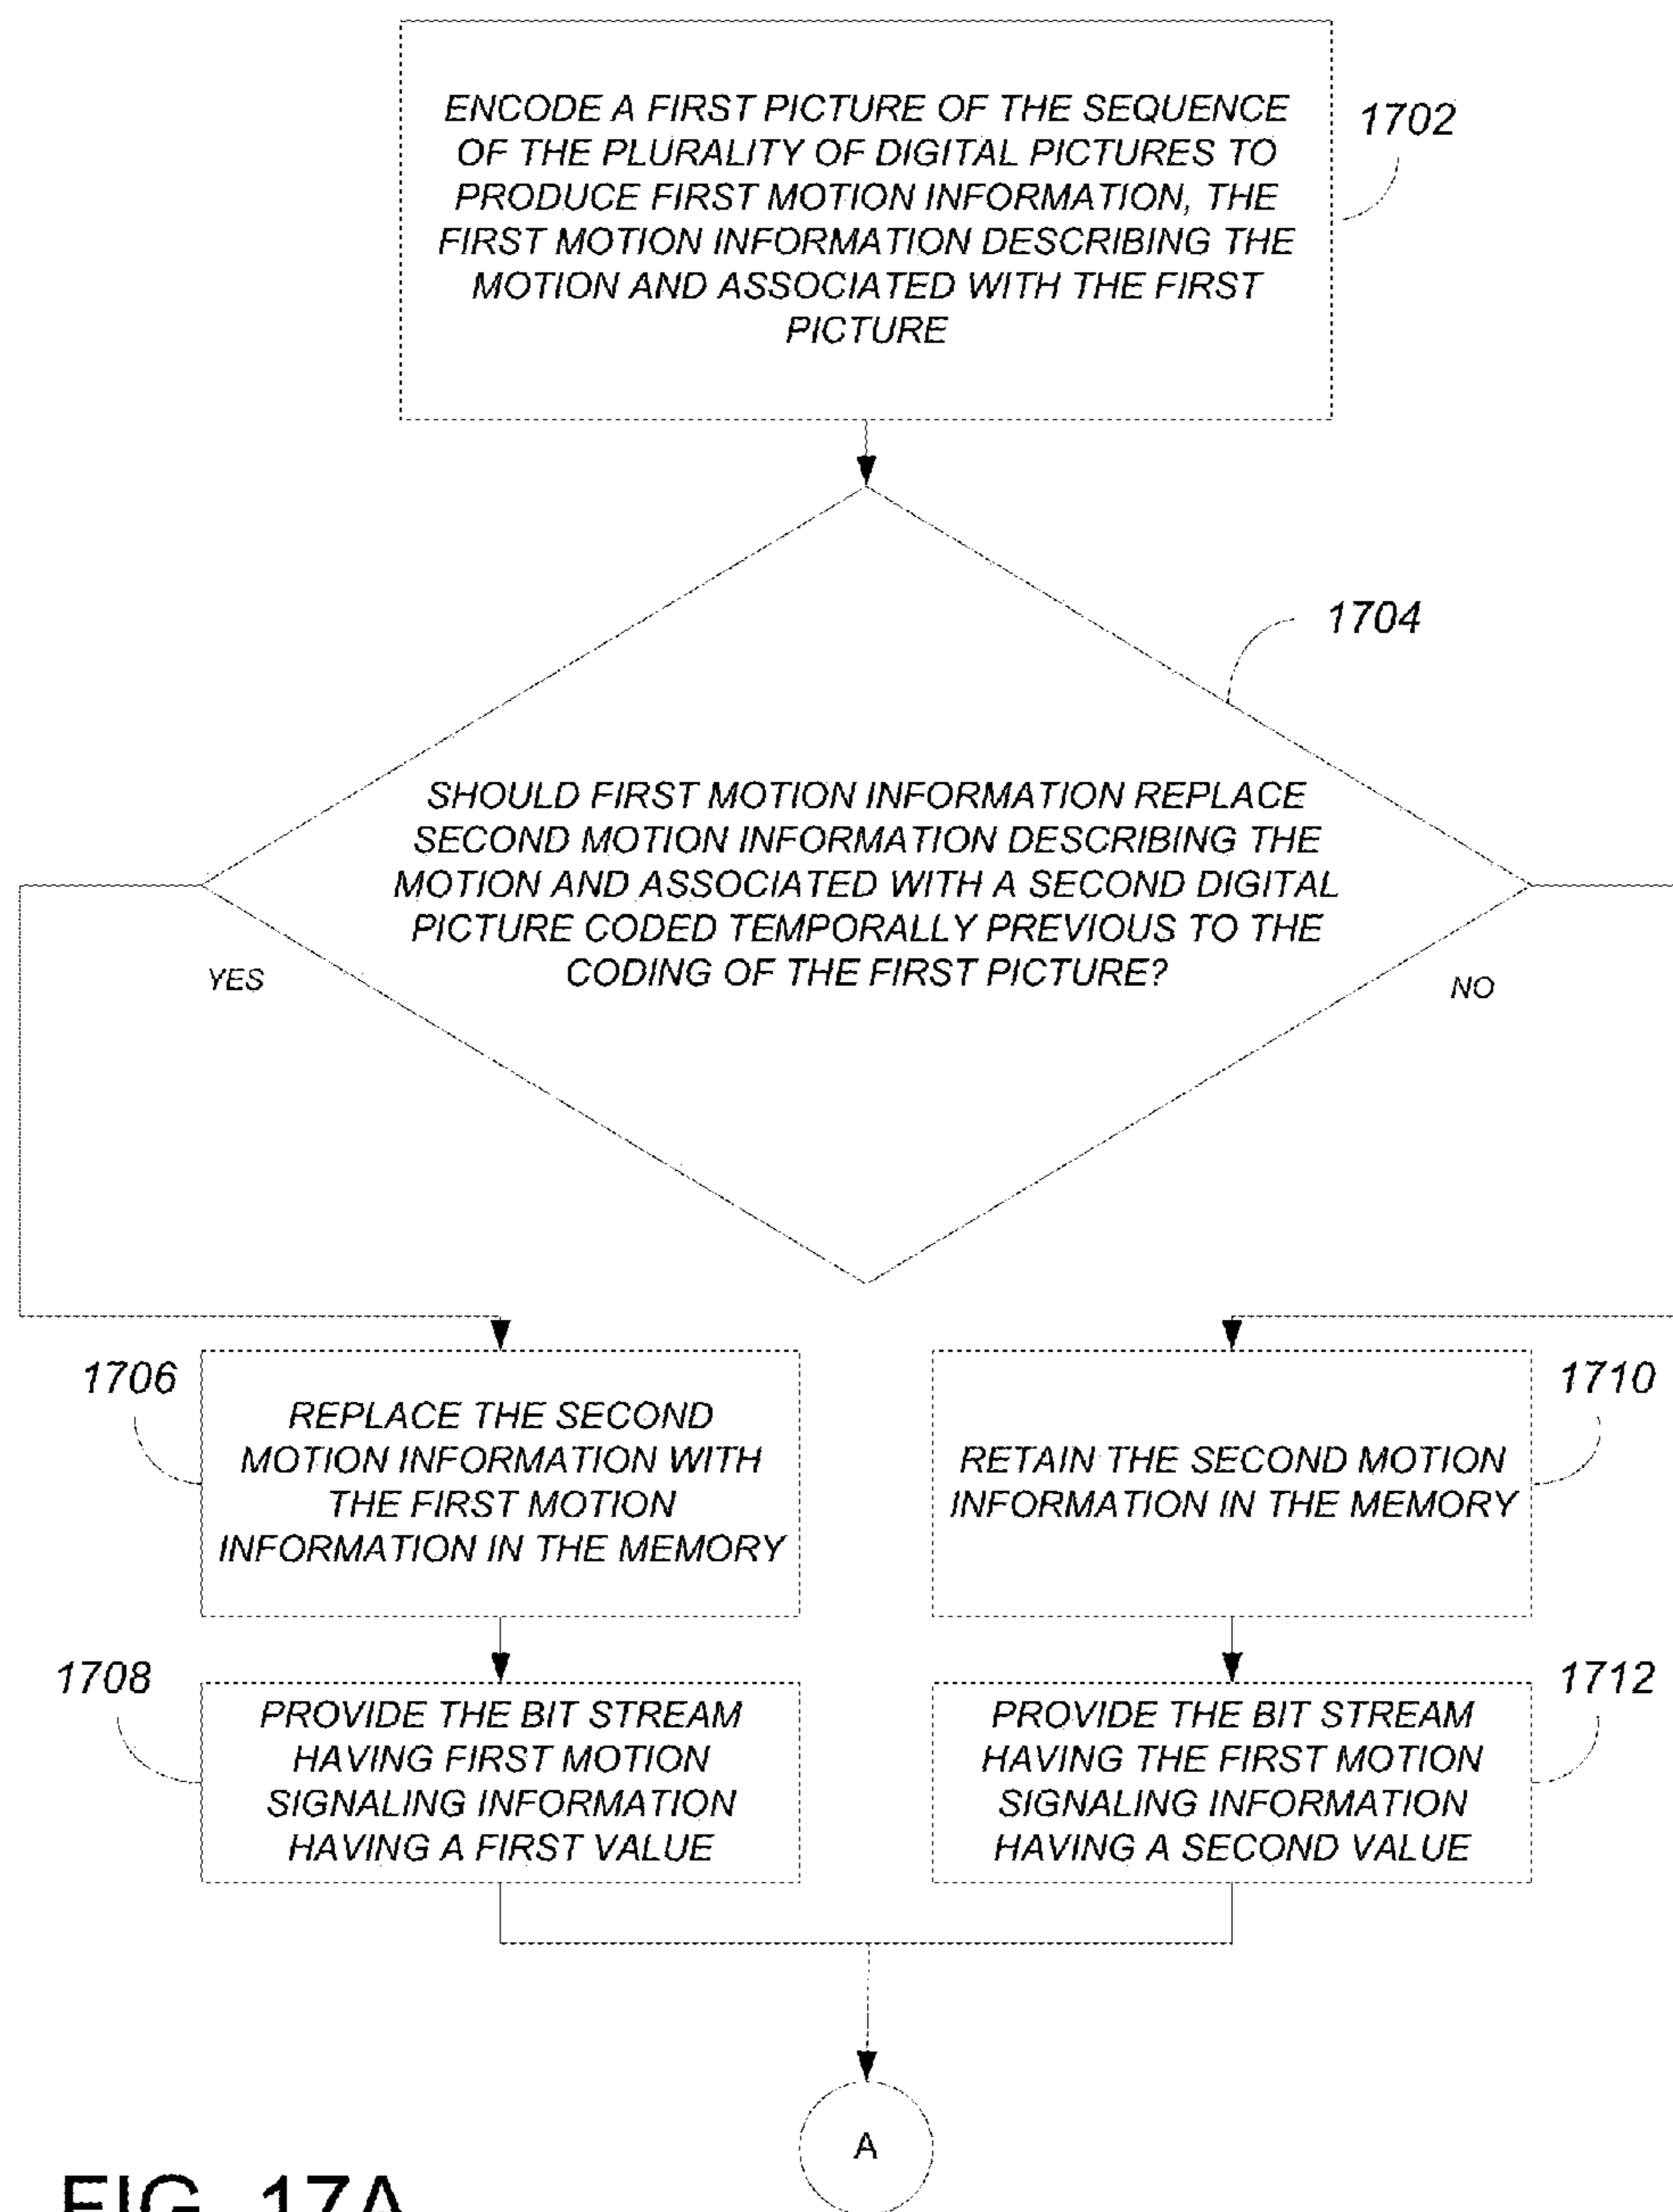 ENCODE A FIRST PICTURE OF THE SEQUENCE
OF THE PLURALITY OF DIGITAL PICTURES TO
PRODUCE FIRST MOTION INFORMATION, THE
FIRST MOTION INFORMATION DESCRIBING THE
MOTION AND ASSOCIATED WITH THE FIRST
PICTURE
1702
1704
SHOULD FIRST MOTION INFORMATION REPLACE
SECOND MOTION INFORMATION DESCRIBING THE
MOTION AND ASSOCIATED WITH A SECOND DIGITAL
PICTURE CODED TEMPORALLY PREVIOUS TO THE
CODING OF THE FIRST PICTURE?
YES
NO
1706
REPLACE THE SECOND
MOTION INFORMATION WITH
THE FIRST MOTION
INFORMATION IN THE MEMORY
1710
RETAIN THE SECOND MOTION
INFORMATION IN THE MEMORY
1708
PROVIDE THE BIT STREAM
HAVING FIRST MOTION
SIGNALING INFORMATION
HAVING A FIRST VALUE
1712
PROVIDE THE BIT STREAM
HAVING THE FIRST MOTION
SIGNALING INFORMATION
HAVING A SECOND VALUE
A
FIG. 17A